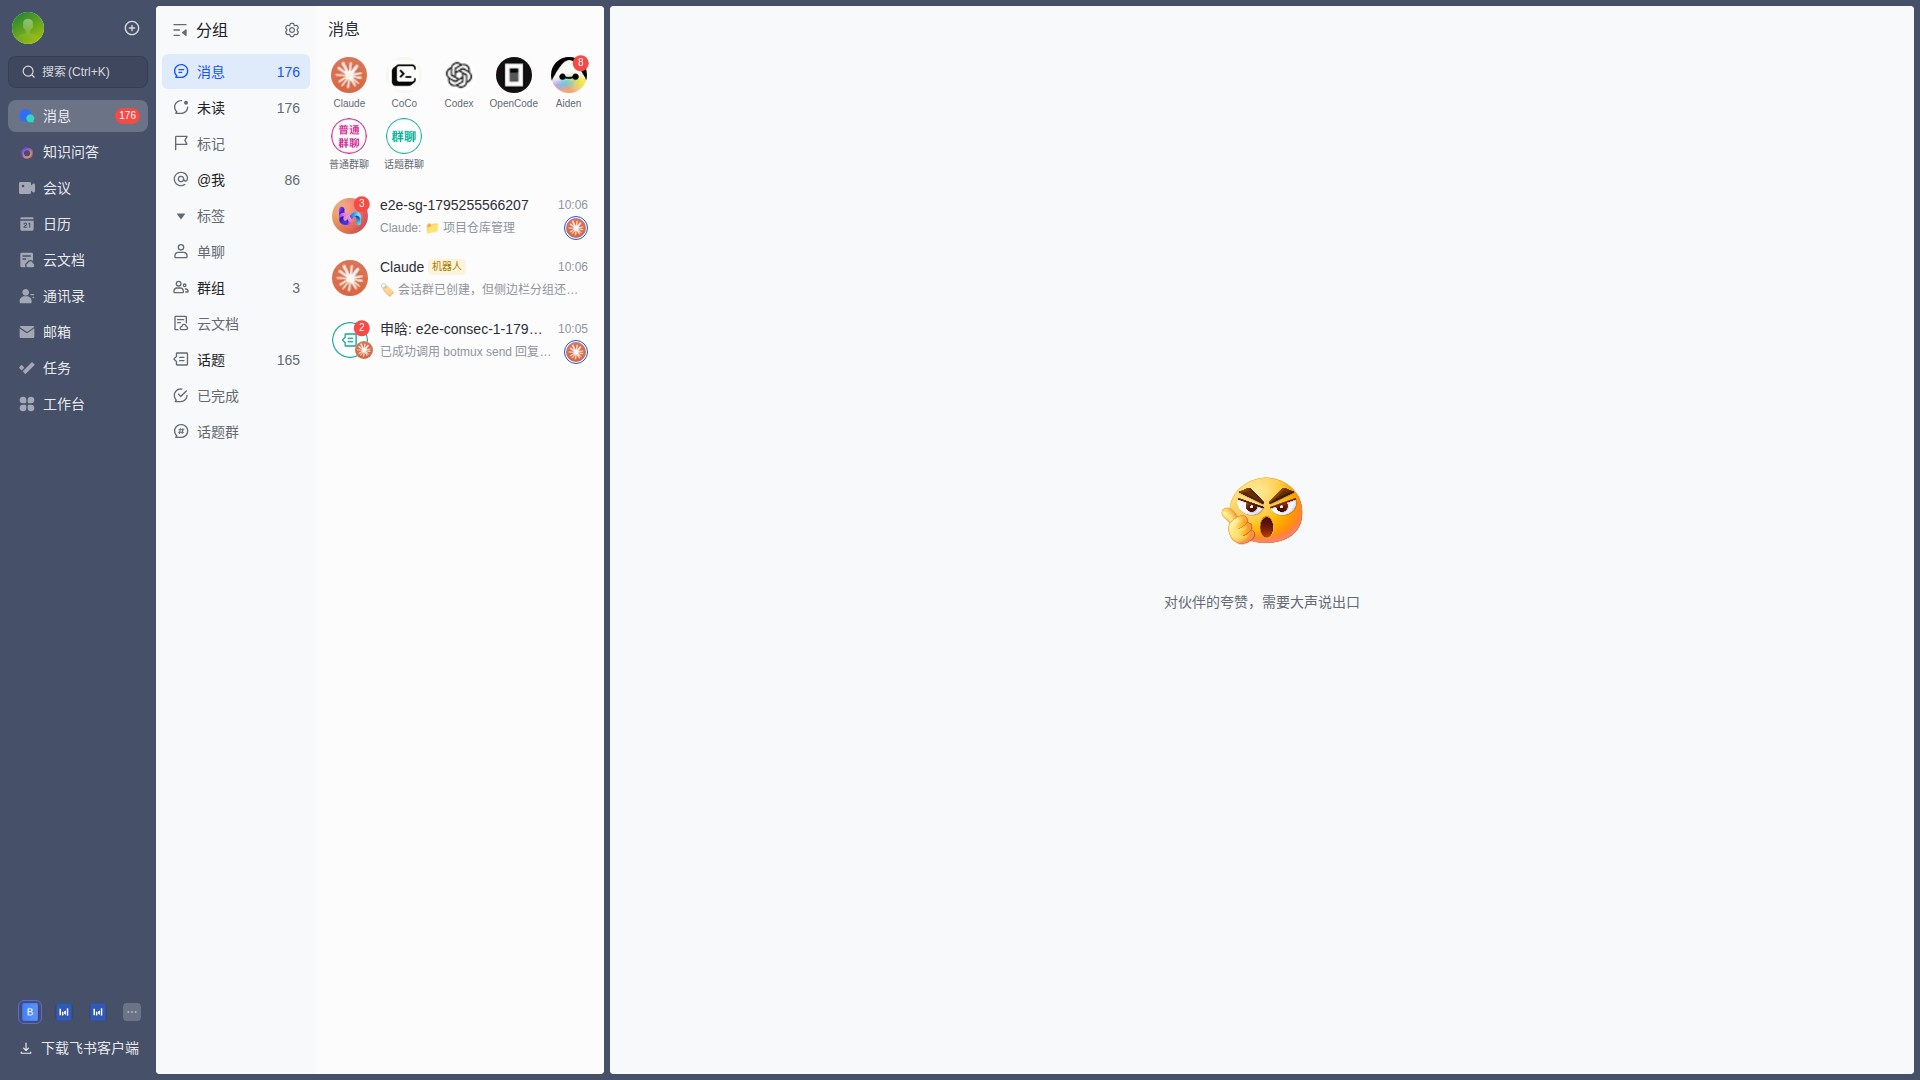 搜索 (Ctrl+K)
消息 176
知识问答
会议
31
日历
云文档
通讯录
邮箱
任务
工作台
B
下载飞书客户端
分组
消息 176
未读 176
标记
@我 86
标签
单聊
群组 3
云文档
话题 165
已完成
话题群
消息
8
Claude CoCo Codex OpenCode Aiden
普通
群聊
群聊
普通群聊 话题群聊
3
e2e-sg-1795255566207 10:06
Claude: 📁 项目仓库管理
Claude 机器人 10:06
🏷️ 会话群已创建，但侧边栏分组还…
2
申晗: e2e-consec-1-179… 10:05
已成功调用 botmux send 回复…
对伙伴的夸赞，需要大声说出口